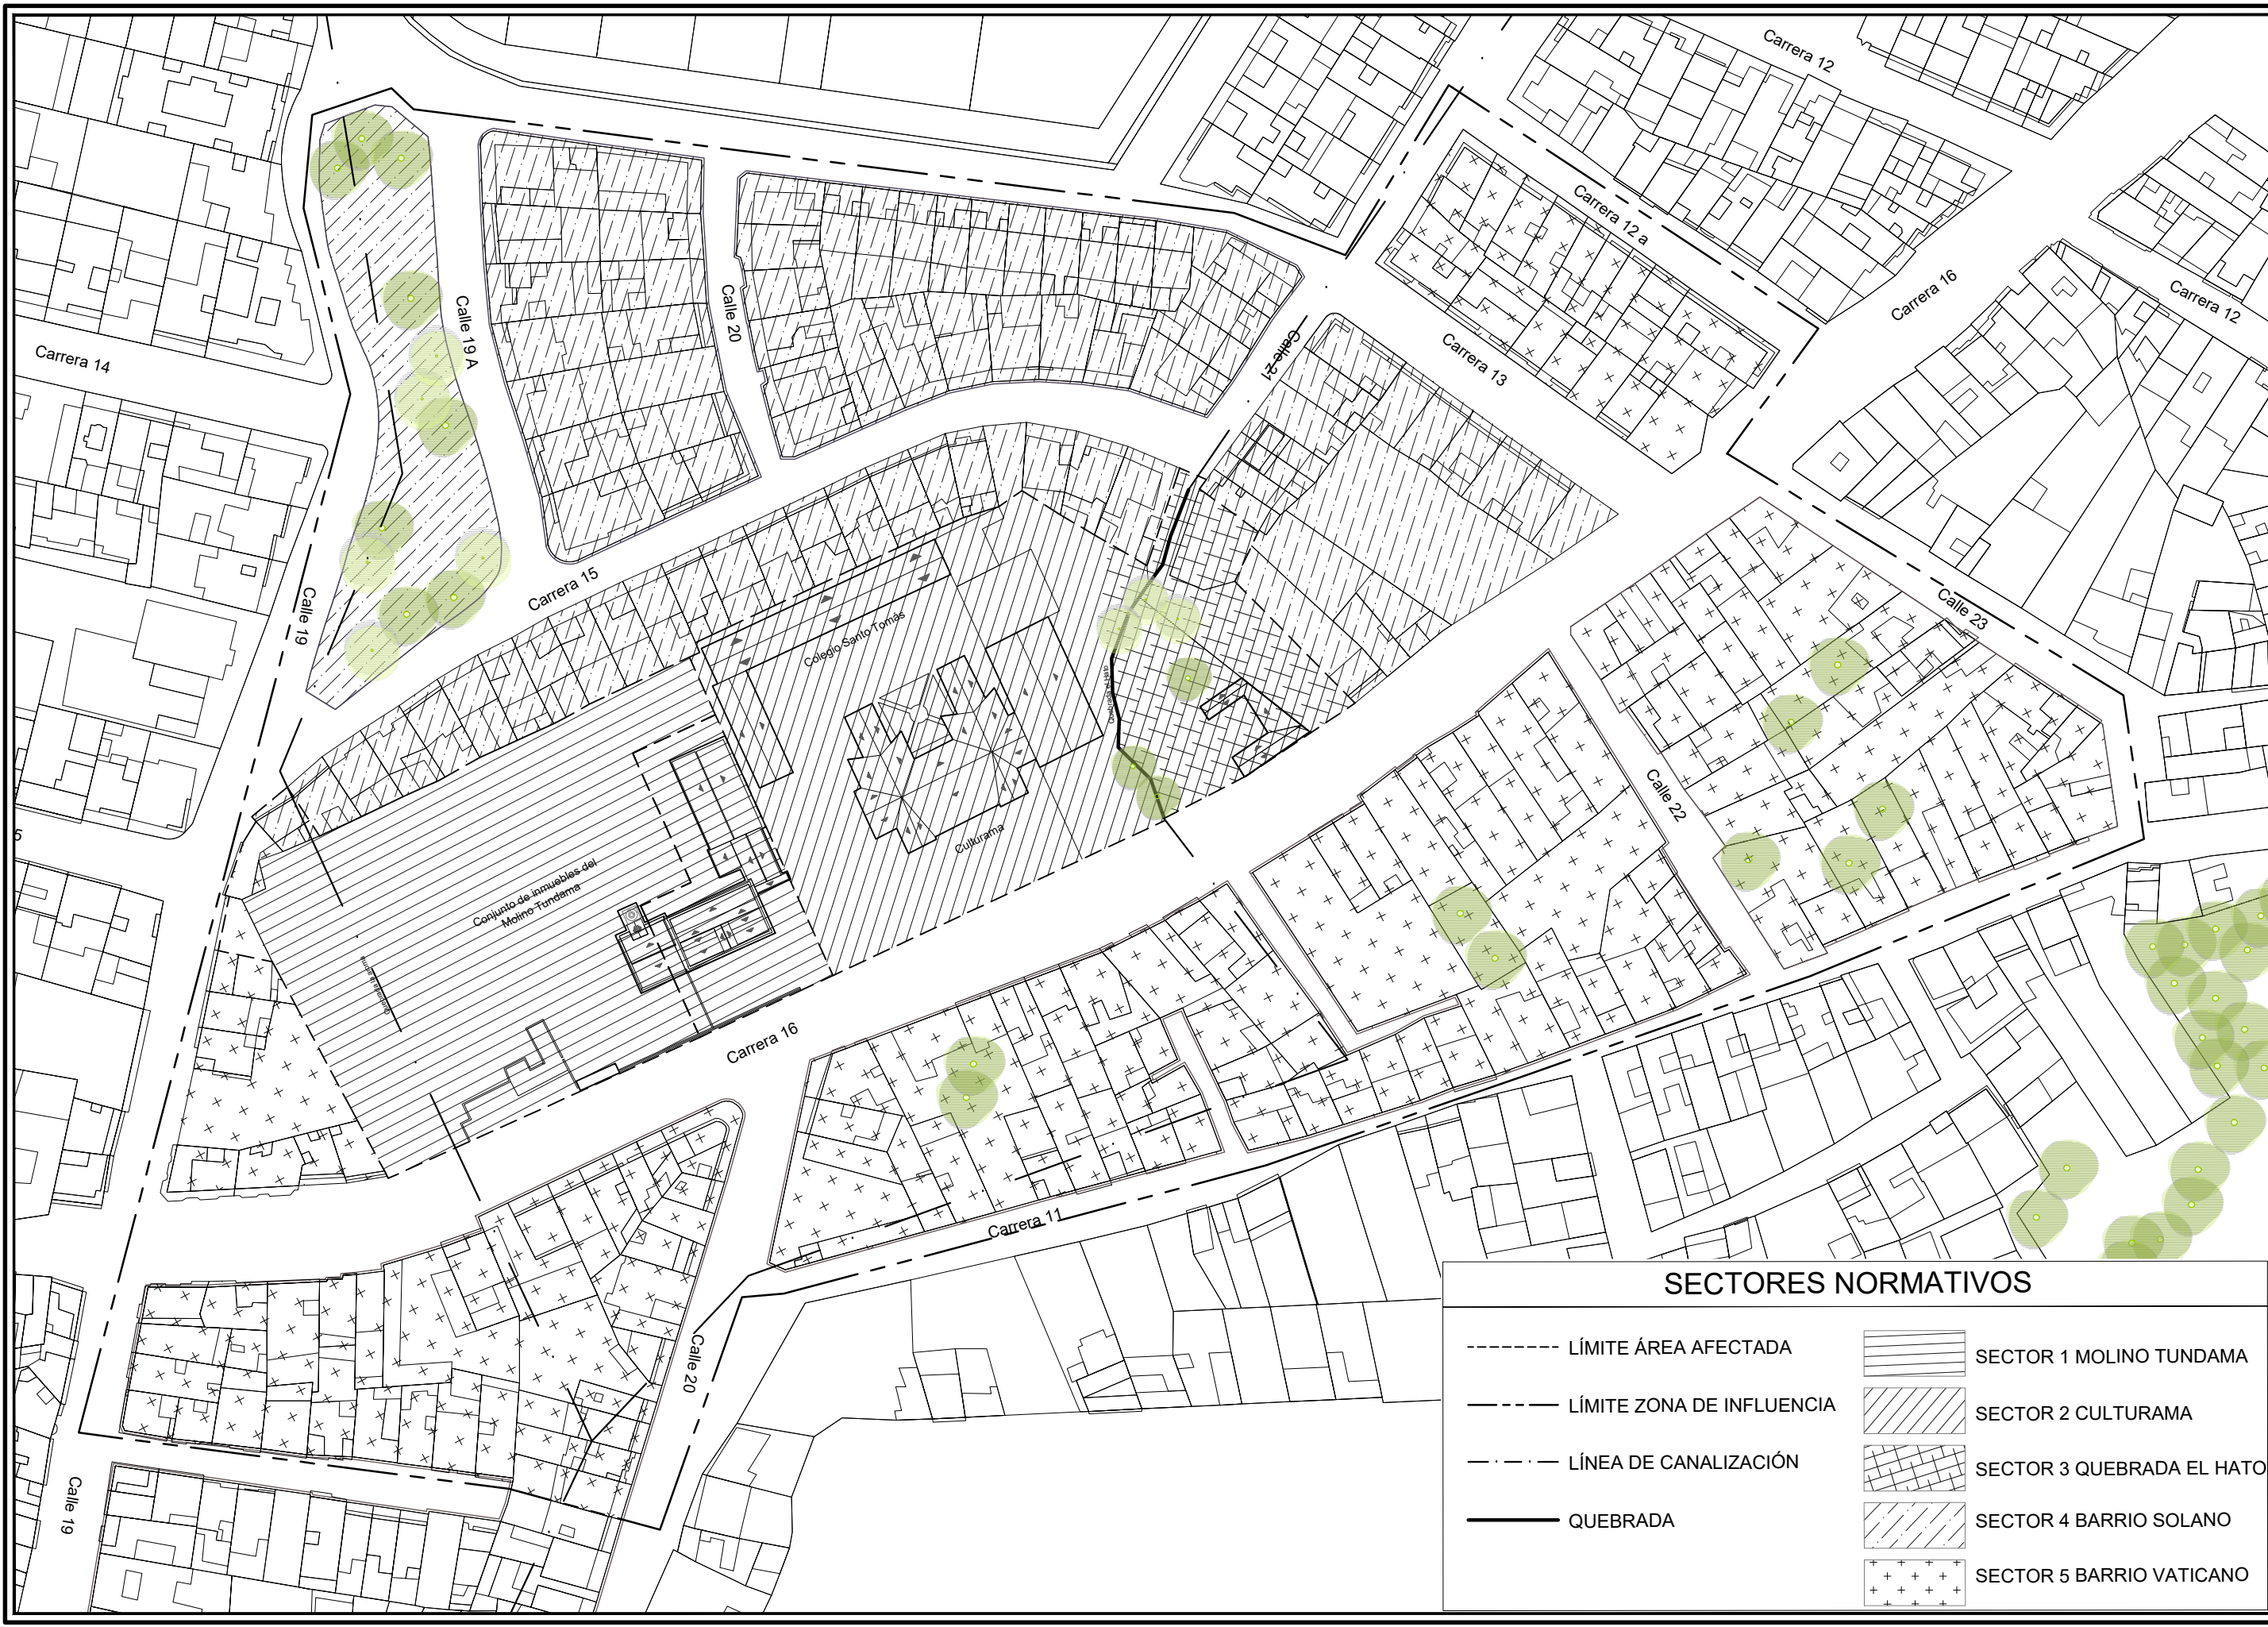 Carrera 12
Carrera 12 a
Carrera 16
Carrera 12
Calle 20
Calle 19 A
Calle 21
Carrera 13
Carrera 14
Carrera 15
Calle 19
Calle 23
Colegio Santo Tomás
Culturama
Calle 22
5
Conjunto de inmuebles del
Molino Tundama
Carrera 16
Carrera 11
Calle 20
Calle 19
SECTORES NORMATIVOS
LÍMITE ÁREA AFECTADA
LÍMITE ZONA DE INFLUENCIA
LÍNEA DE CANALIZACIÓN
QUEBRADA
SECTOR 1 MOLINO TUNDAMA
SECTOR 2 CULTURAMA
SECTOR 3 QUEBRADA EL HATO
SECTOR 4 BARRIO SOLANO
SECTOR 5 BARRIO VATICANO